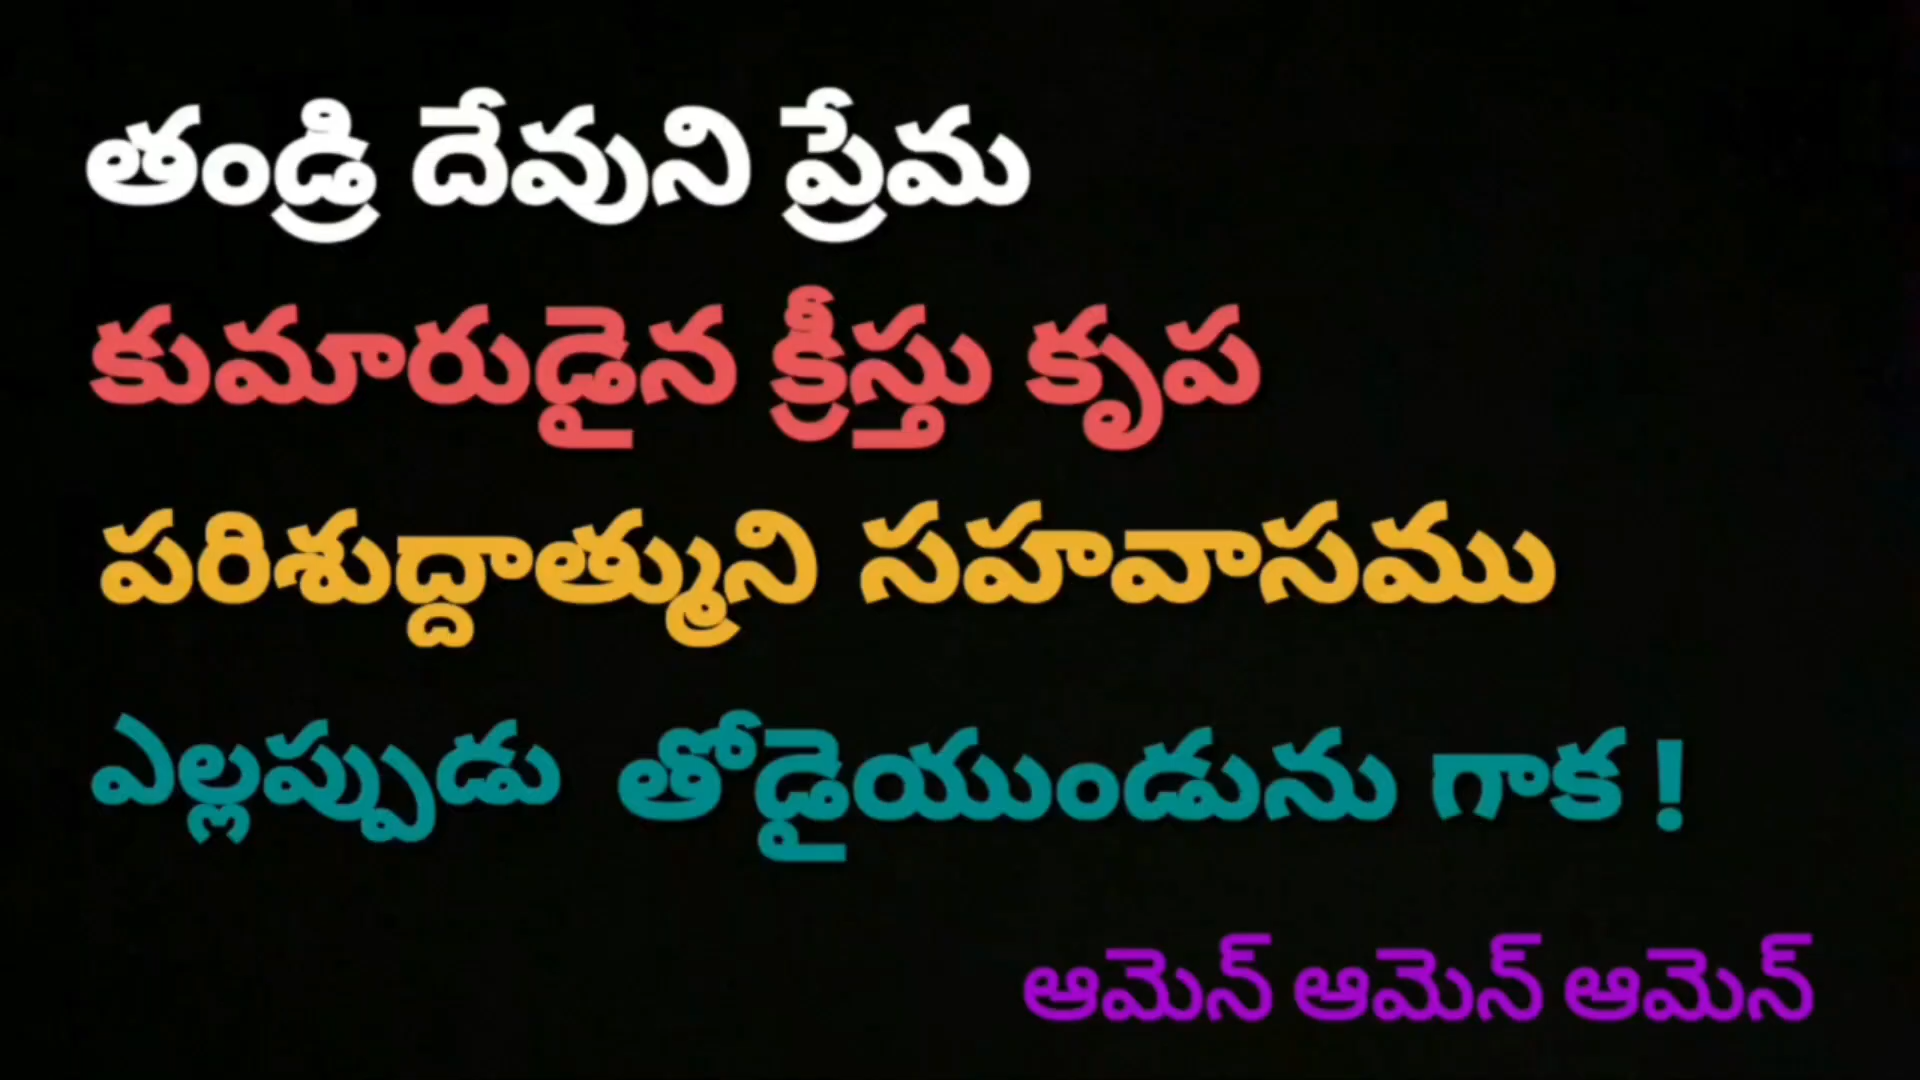 తండ్రి దేవుని ప్రేమ
కుమారుడైన క్రీస్తు కృప
పరిశుద్దాత్ముని సహవాసము
ఎల్లప్పుడు తోడైయుండును గాక !
ఆమెన్ ఆమెన్ ఆమెన్